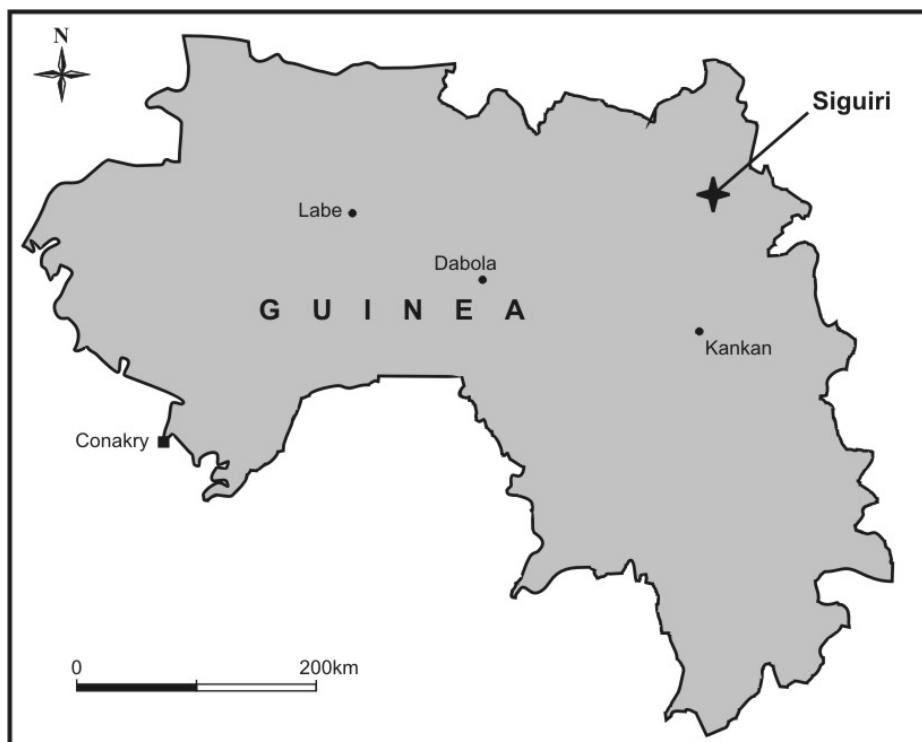 N
Siguiri
Labe
Dabola
G U I N E A
Kankan
Conakry
0 200km